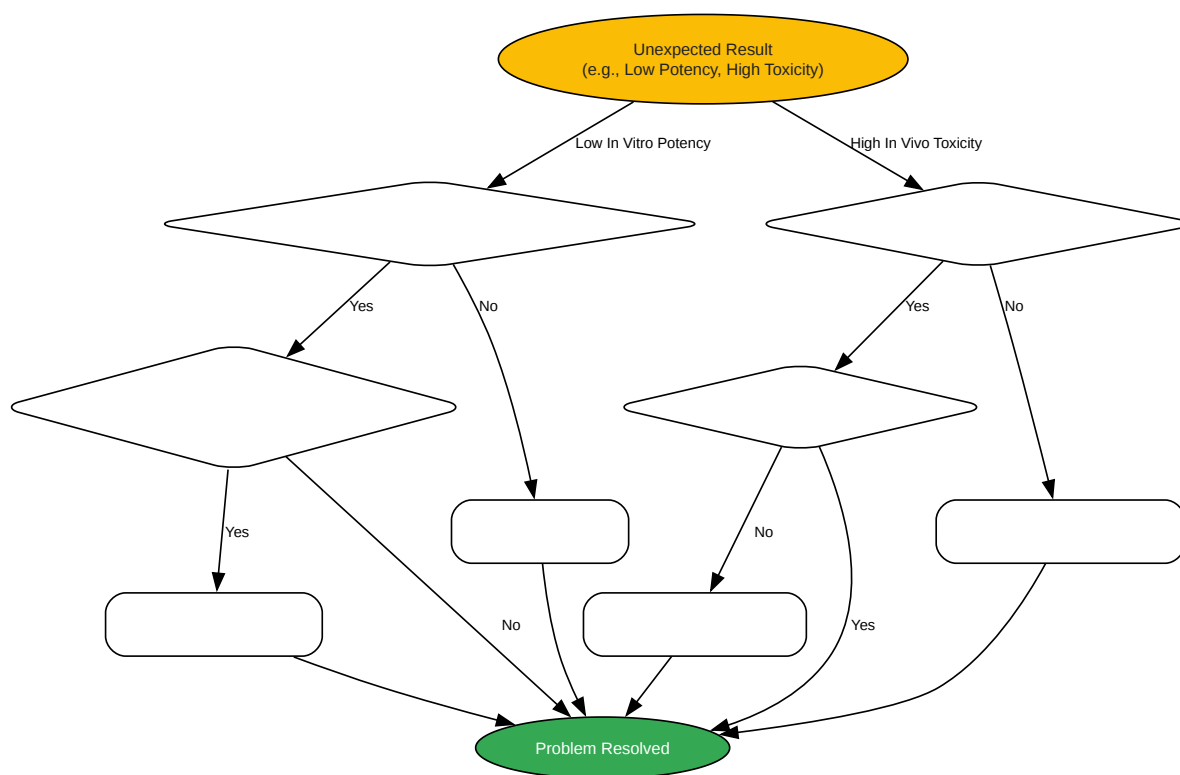 Unexpected Result
(e.g., Low Potency, High Toxicity)
Low In Vitro Potency
High In Vivo Toxicity
Yes
No
Yes
No
Yes
No
No
Yes
Problem Resolved